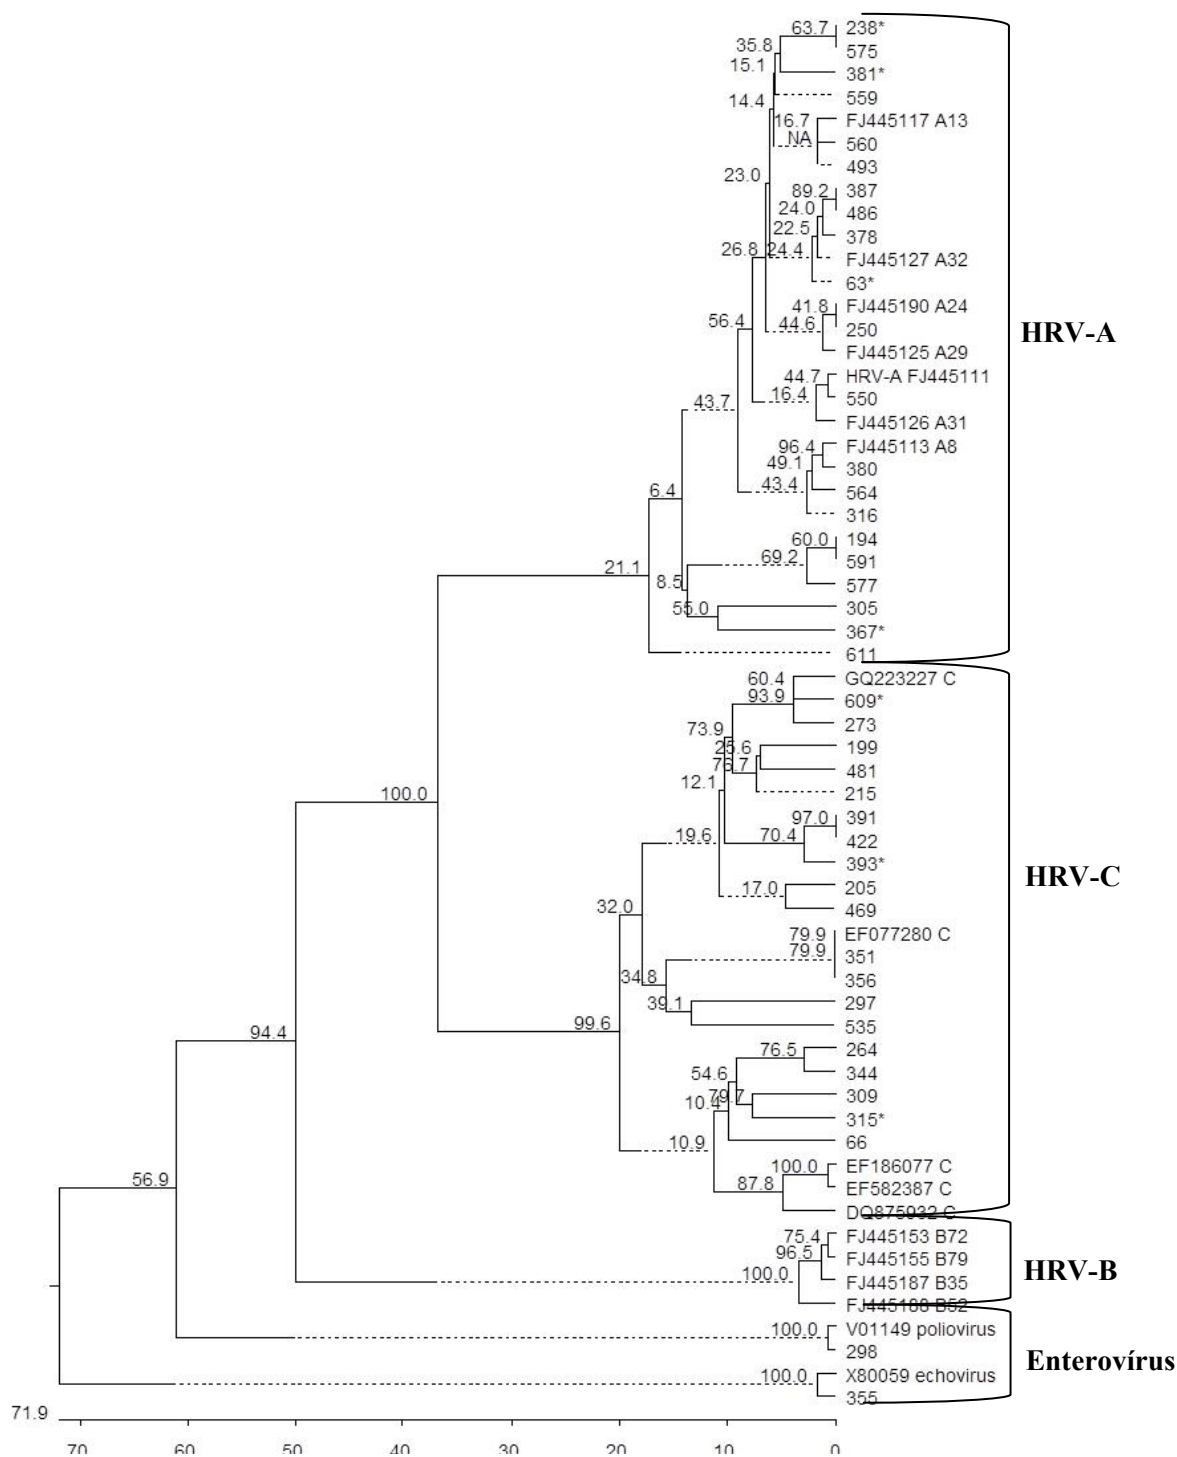 63.7 238*
35.8 575
15.1 381*
559
14.4
16.7 FJ445117 A13
NA 560
493
23.0
89.2 387
24.0 486
22.5 378
26.8 24.4 FJ445127 A32
63*
41.8 FJ445190 A24
56.4 44.6 250
HRV-A
FJ445125 A29
44.7 HRV-A FJ445111
16.4 550
43.7
FJ445126 A31
96.4 FJ445113 A8
49.1 380
43.4 564
6.4
316
60.0 194
69.2 591
21.1
8.5 577
55.0 305
367*
611
60.4 GQ223227 C
93.9 609*
273
73.9
25.6 199
76.7 481
12.1 215
100.0
97.0 391
19.6 70.4 422
393*
HRV-C
17.0 205
32.0 469
79.9 EF077280 C
79.9 351
34.8 356
39.1 297
99.6 535
94.4
76.5 264
54.6 344
79.7 309
10.4 315*
10.9 66
100.0 EF186077 C
56.9 87.8 EF582387 C
DQ875932 C
75.4 FJ445153 B72
96.5 FJ445155 B79
100.0 FJ445187 B35
HRV-B
FJ445188 B52
100.0 V01149 poliovirus
298
Enterovírus
100.0 X80059 echovirus
355
71.9
70 60 50 40 30 20 10 0